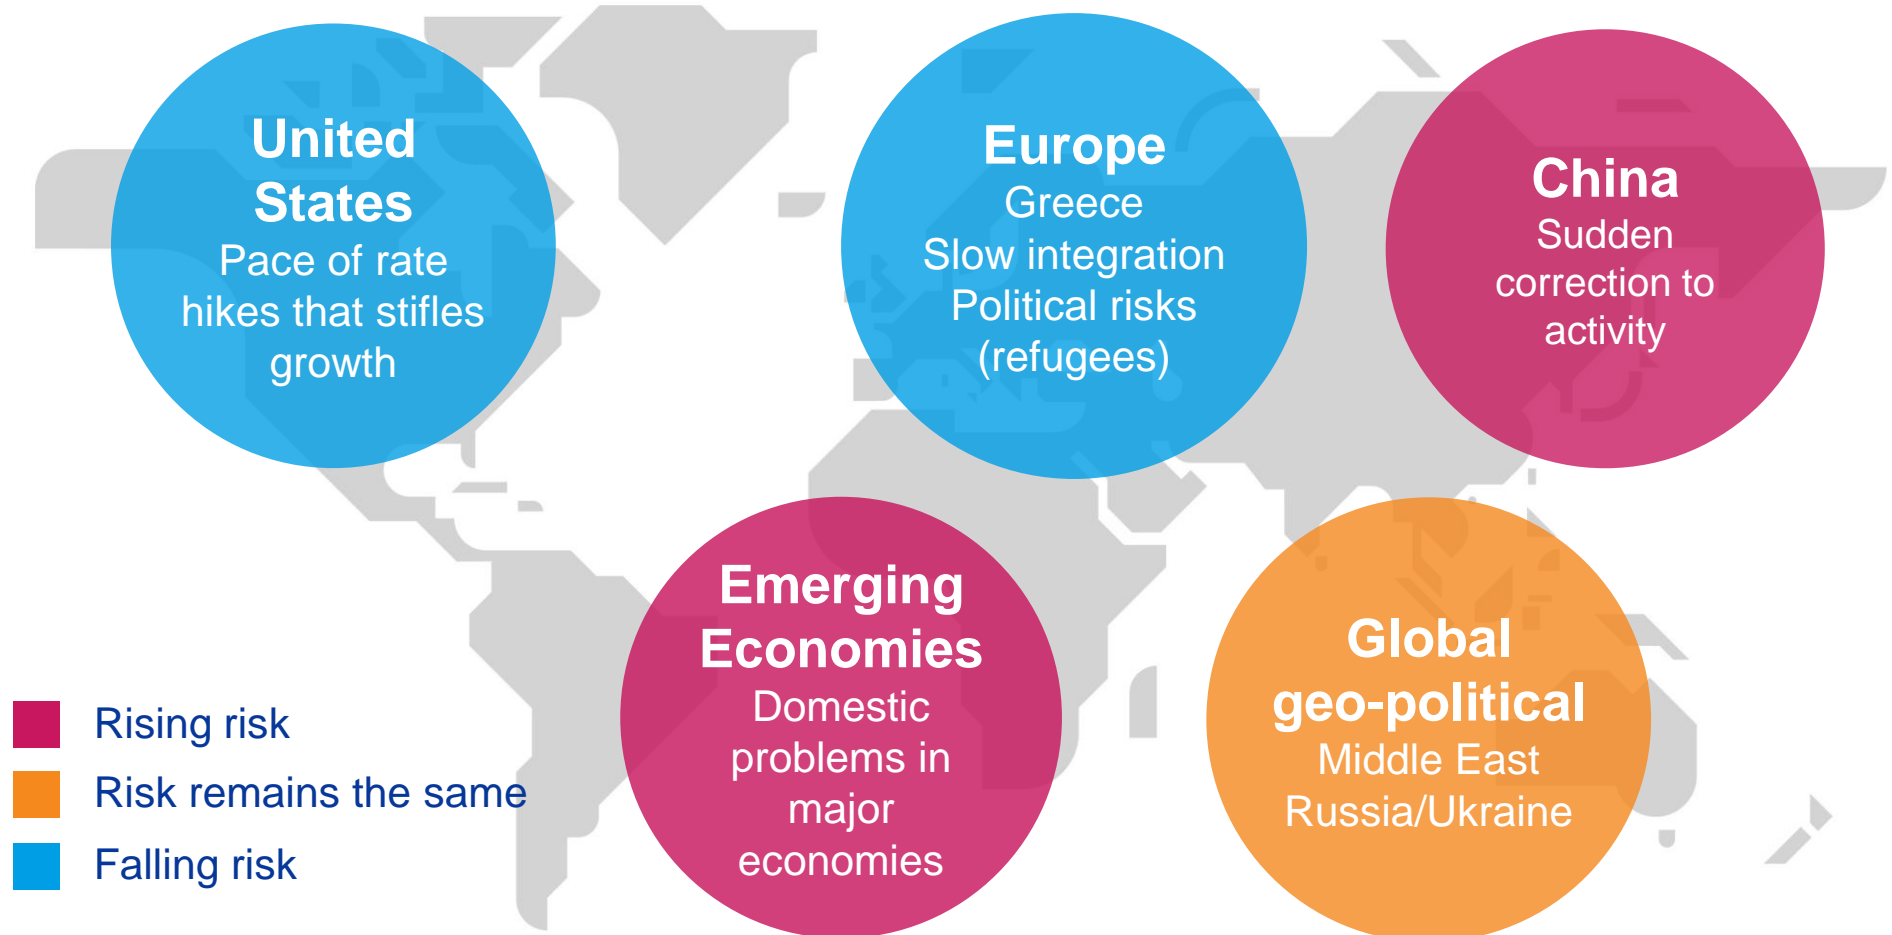 United
States
Pace of rate
hikes that stifles
growth
Europe
Greece
Slow integration
Political risks
(refugees)
China
Sudden
correction to
activity
Emerging
Economies
Domestic
problems in
major
economies
Global
geo-political
Middle East
Russia/Ukraine
Rising risk
Risk remains the same
Falling risk